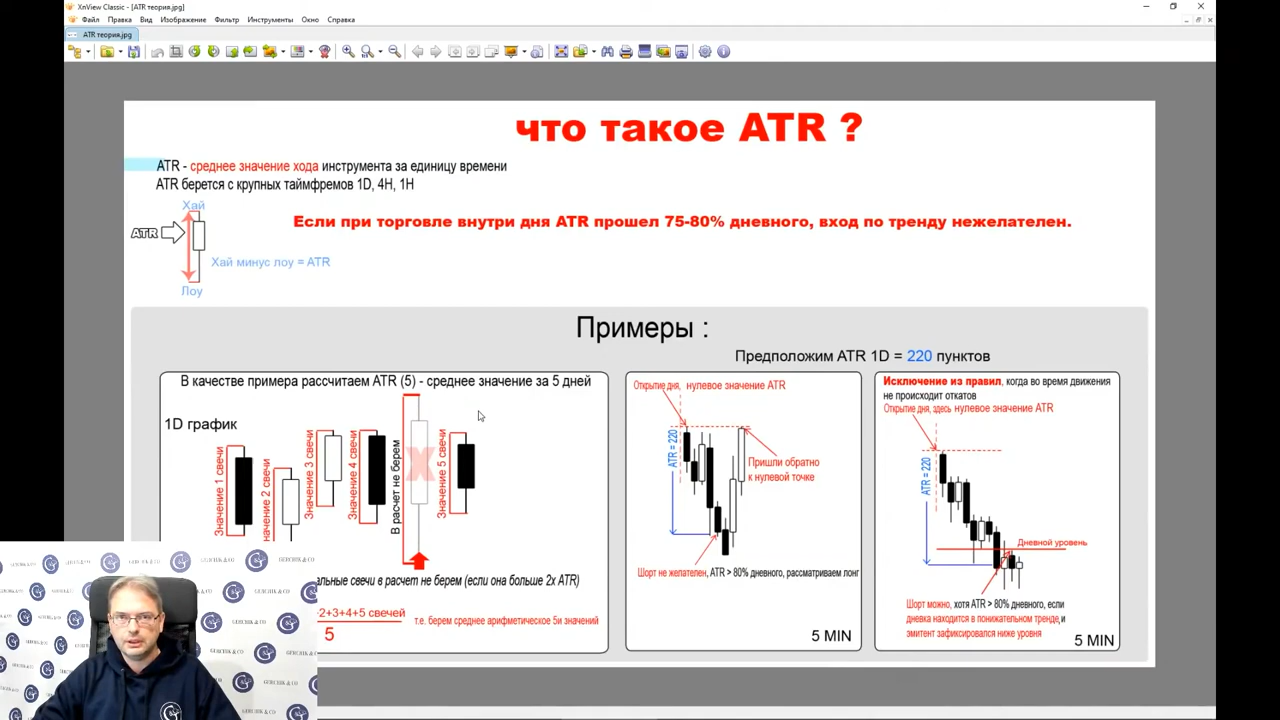 XnView Classic - [ATR теория.jpg]
Файл Правка Вид Изображение Фильтр Инструменты Окно Справка
ATR теория.jpg
что такое ATR ?
ATR - среднее значение хода инструмента за единицу времени
ATR берется с крупных таймфремов 1D, 4H, 1H
Хай
ATR
Если при торговле внутри дня ATR прошел 75-80% дневного, вход по тренду нежелателен.
Хай минус лоу = ATR
Лоу
Примеры :
Предположим ATR 1D = 220 пунктов
В качестве примера рассчитаем ATR (5) - среднее значение за 5 дней
1D график
Значение 1 свечи
значение 2 свечи
Значение 3 свечи
Значение 4 свечи
В расчет не берем
X
Значение 5 свечи
альные свечи в расчет не берем (если она больше 2х ATR)
2+3+4+5 свечей
5
т.е. берем среднее арифметическое 5и значений
Открытие дня, нулевое значение ATR
ATR = 220
Пришли обратно
к нулевой точке
Шорт не желателен, ATR > 80% дневного, рассматриваем лонг
5 MIN
Исключение из правил, когда во время движения
не происходит откатов
Открытие дня, здесь нулевое значение ATR
ATR = 220
Дневной уровень
Шорт можно, хотя ATR > 80% дневного, если
дневка находится в понижательном тренде, и
эмитент зафиксировался ниже уровня
5 MIN
GERCHIK & CO